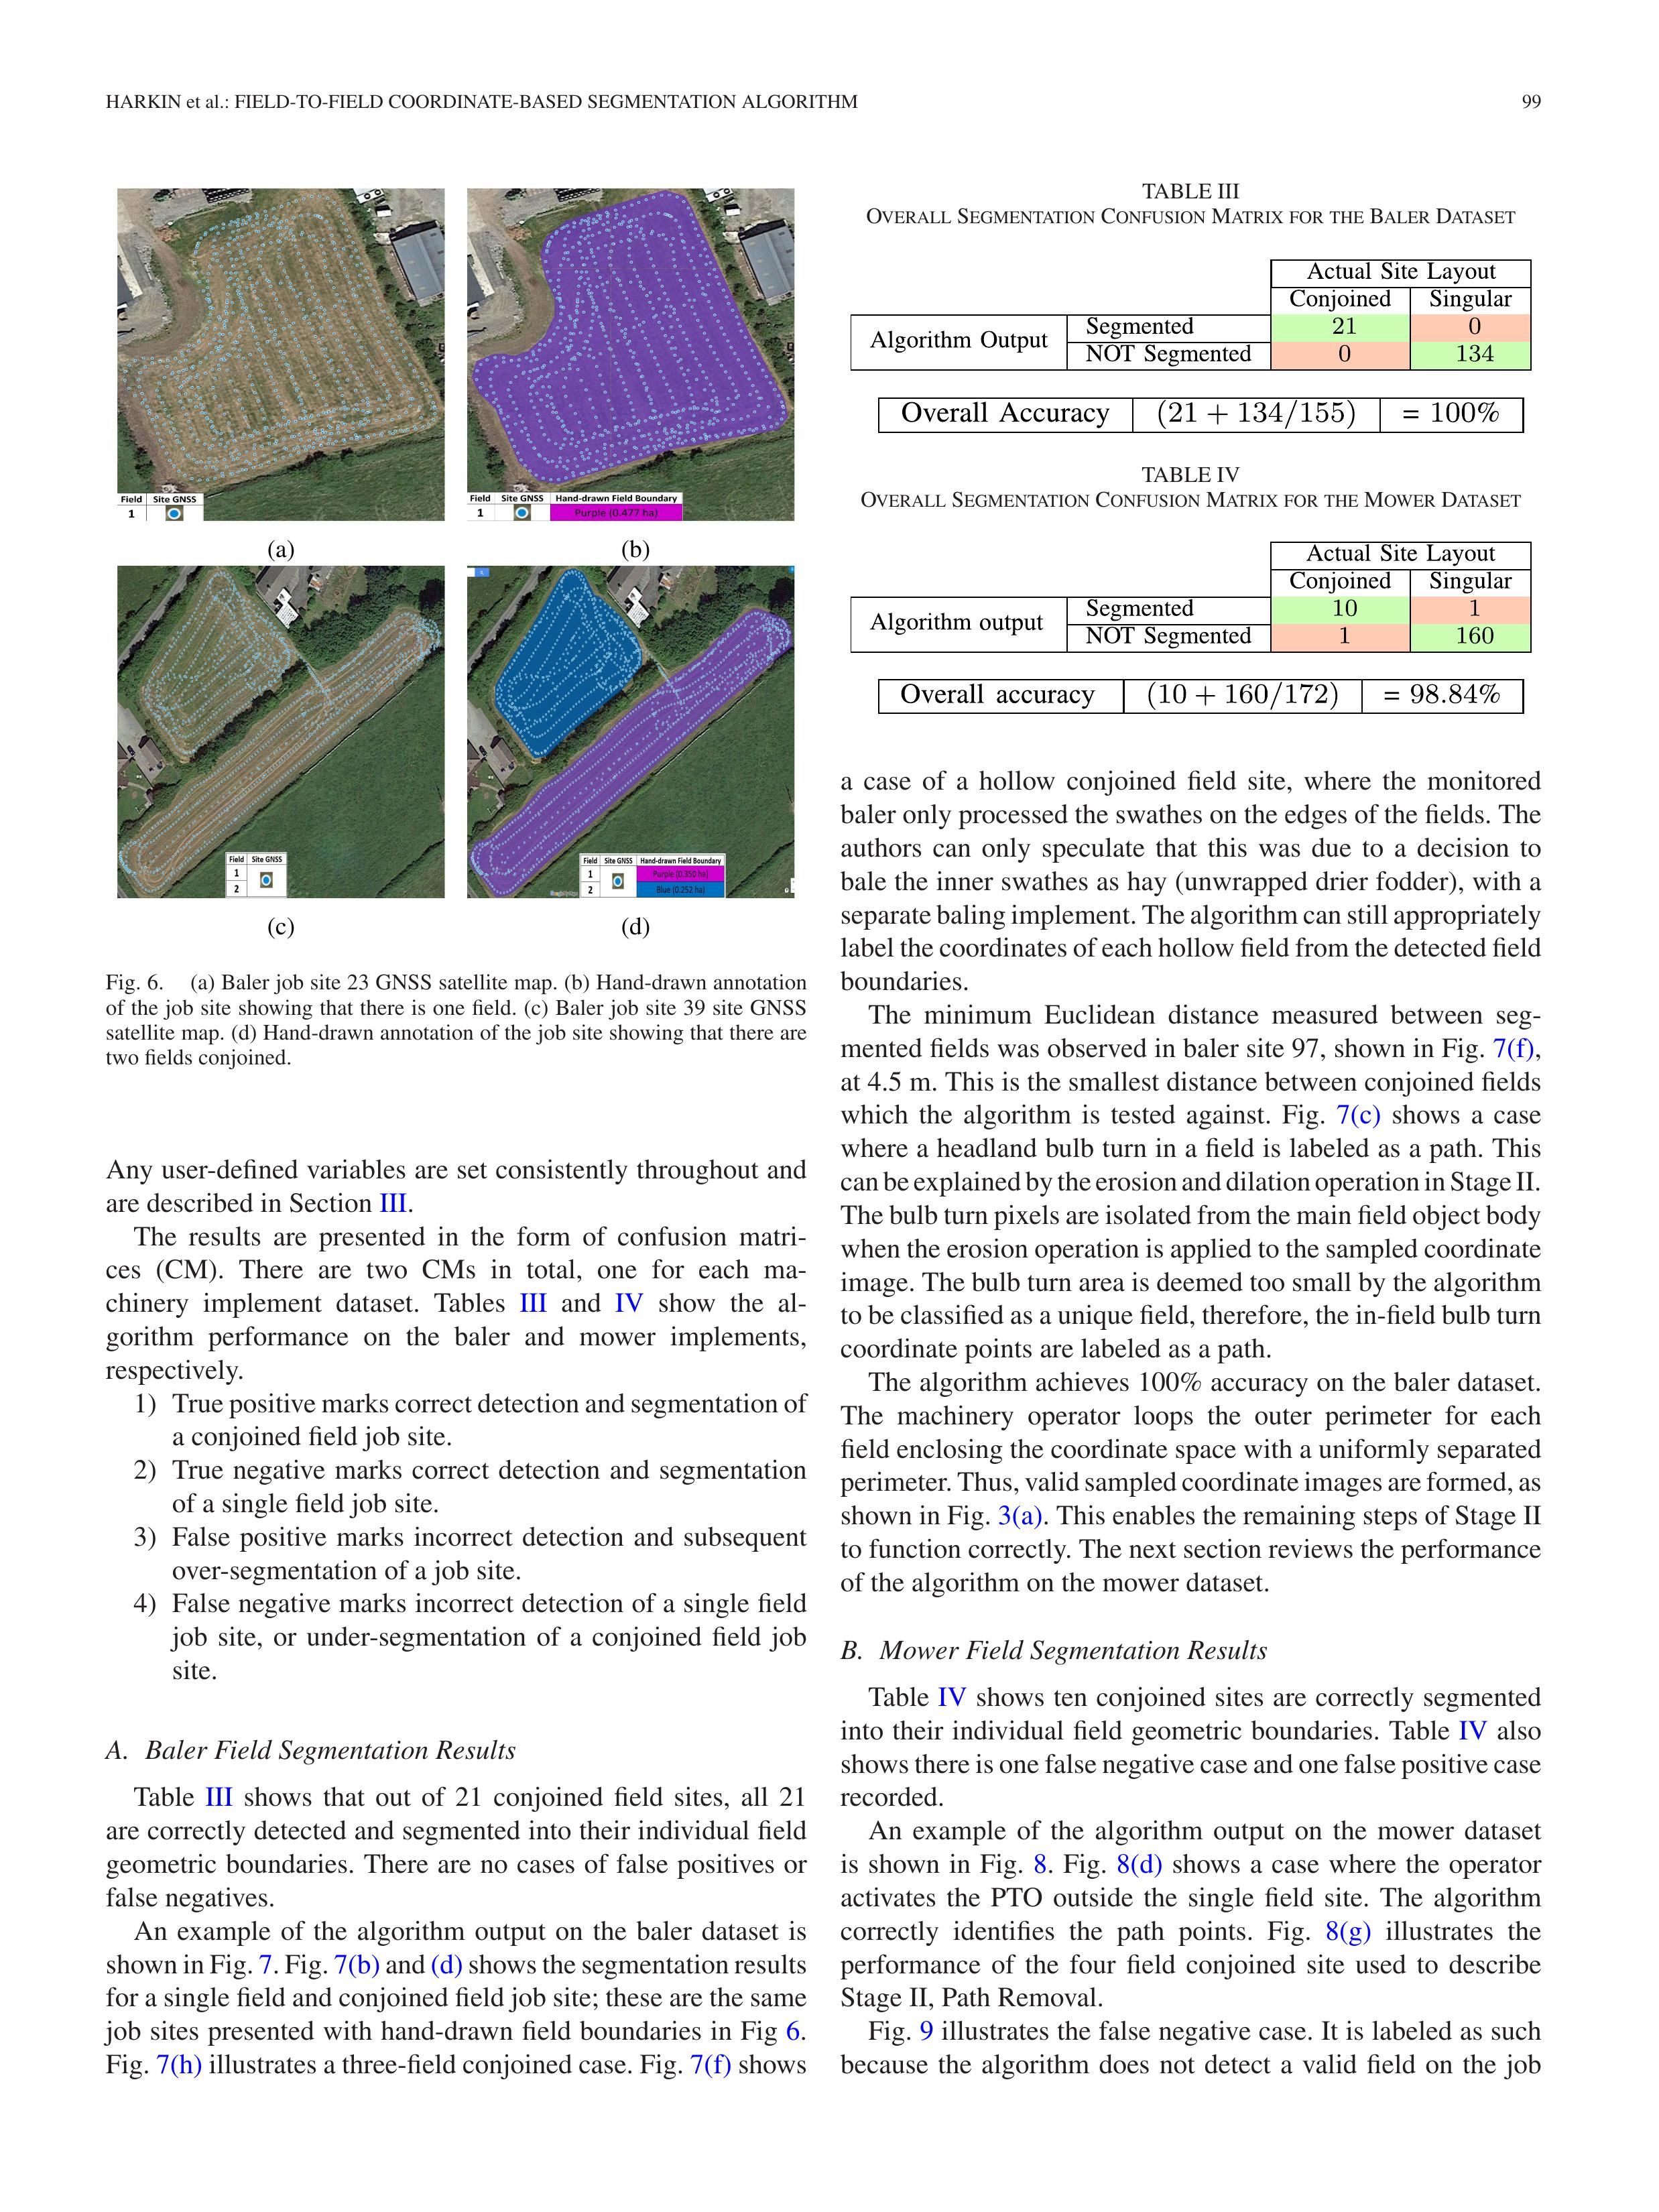 HARKIN et al.: FIELD-TO-FIELD COORDINATE-BASED SEGMENTATION ALGORITHM
99
Field Site GNSS
1
Field Site GNSS Hand-drawn Field Boundary
1 Purple (0.477 ha)
(a)
(b)
Field Site GNSS
1
2
Field Site GNSS Hand-drawn Field Boundary
1 Purple (0.350 ha)
2 Blue (0.252 ha)
(c)
(d)
Fig. 6. (a) Baler job site 23 GNSS satellite map. (b) Hand-drawn annotation
of the job site showing that there is one field. (c) Baler job site 39 site GNSS
satellite map. (d) Hand-drawn annotation of the job site showing that there are
two fields conjoined.
Any user-defined variables are set consistently throughout and
are described in Section III.
The results are presented in the form of confusion matri-
ces (CM). There are two CMs in total, one for each ma-
chinery implement dataset. Tables III and IV show the al-
gorithm performance on the baler and mower implements,
respectively.
1) True positive marks correct detection and segmentation of
a conjoined field job site.
2) True negative marks correct detection and segmentation
of a single field job site.
3) False positive marks incorrect detection and subsequent
over-segmentation of a job site.
4) False negative marks incorrect detection of a single field
job site, or under-segmentation of a conjoined field job
site.
A. Baler Field Segmentation Results
Table III shows that out of 21 conjoined field sites, all 21
are correctly detected and segmented into their individual field
geometric boundaries. There are no cases of false positives or
false negatives.
An example of the algorithm output on the baler dataset is
shown in Fig. 7. Fig. 7(b) and (d) shows the segmentation results
for a single field and conjoined field job site; these are the same
job sites presented with hand-drawn field boundaries in Fig 6.
Fig. 7(h) illustrates a three-field conjoined case. Fig. 7(f) shows
TABLE III
OVERALL SEGMENTATION CONFUSION MATRIX FOR THE BALER DATASET
Actual Site Layout
Conjoined Singular
Algorithm Output
Segmented 21 0
NOT Segmented 0 134
Overall Accuracy (21 + 134/155) = 100%
TABLE IV
OVERALL SEGMENTATION CONFUSION MATRIX FOR THE MOWER DATASET
Actual Site Layout
Conjoined Singular
Algorithm output
Segmented 10 1
NOT Segmented 1 160
Overall accuracy (10 + 160/172) = 98.84%
a case of a hollow conjoined field site, where the monitored
baler only processed the swathes on the edges of the fields. The
authors can only speculate that this was due to a decision to
bale the inner swathes as hay (unwrapped drier fodder), with a
separate baling implement. The algorithm can still appropriately
label the coordinates of each hollow field from the detected field
boundaries.
The minimum Euclidean distance measured between seg-
mented fields was observed in baler site 97, shown in Fig. 7(f),
at 4.5 m. This is the smallest distance between conjoined fields
which the algorithm is tested against. Fig. 7(c) shows a case
where a headland bulb turn in a field is labeled as a path. This
can be explained by the erosion and dilation operation in Stage II.
The bulb turn pixels are isolated from the main field object body
when the erosion operation is applied to the sampled coordinate
image. The bulb turn area is deemed too small by the algorithm
to be classified as a unique field, therefore, the in-field bulb turn
coordinate points are labeled as a path.
The algorithm achieves 100% accuracy on the baler dataset.
The machinery operator loops the outer perimeter for each
field enclosing the coordinate space with a uniformly separated
perimeter. Thus, valid sampled coordinate images are formed, as
shown in Fig. 3(a). This enables the remaining steps of Stage II
to function correctly. The next section reviews the performance
of the algorithm on the mower dataset.
B. Mower Field Segmentation Results
Table IV shows ten conjoined sites are correctly segmented
into their individual field geometric boundaries. Table IV also
shows there is one false negative case and one false positive case
recorded.
An example of the algorithm output on the mower dataset
is shown in Fig. 8. Fig. 8(d) shows a case where the operator
activates the PTO outside the single field site. The algorithm
correctly identifies the path points. Fig. 8(g) illustrates the
performance of the four field conjoined site used to describe
Stage II, Path Removal.
Fig. 9 illustrates the false negative case. It is labeled as such
because the algorithm does not detect a valid field on the job